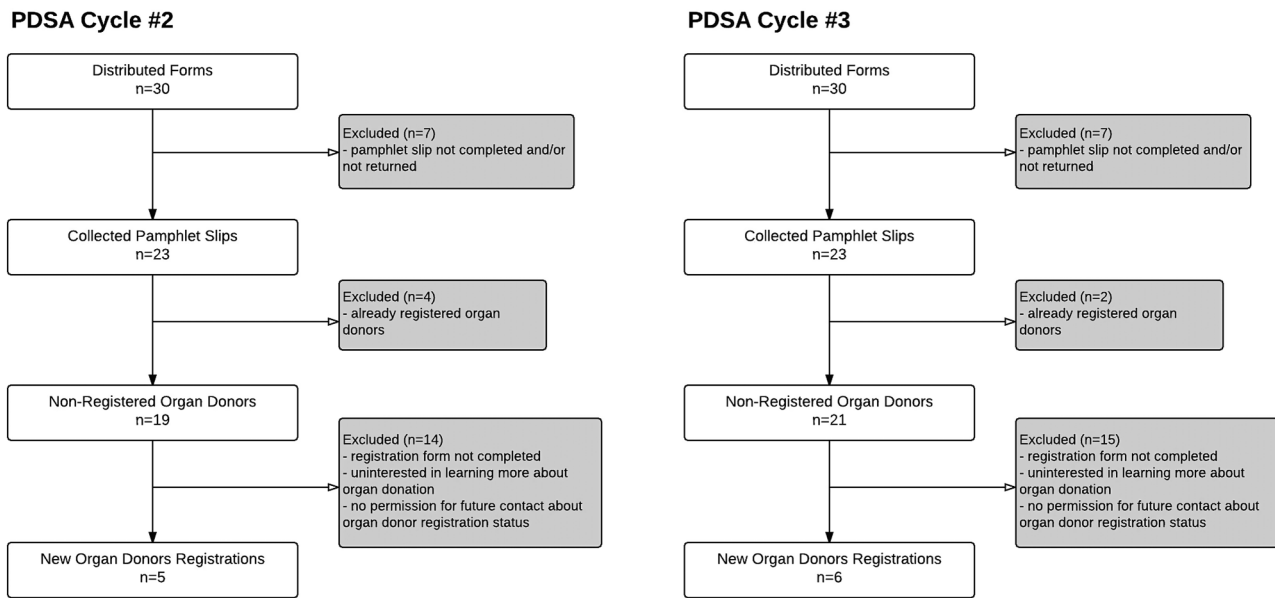 PDSA Cycle #2
Distributed Forms
n=30
Excluded (n=7)
- pamphlet slip not completed and/or
not returned
Collected Pamphlet Slips
n=23
Excluded (n=4)
- already registered organ
donors
Non-Registered Organ Donors
n=19
Excluded (n=14)
- registration form not completed
- uninterested in learning more about
organ donation
- no permission for future contact about
organ donor registration status
New Organ Donors Registrations
n=5
PDSA Cycle #3
Distributed Forms
n=30
Excluded (n=7)
- pamphlet slip not completed and/or
not returned
Collected Pamphlet Slips
n=23
Excluded (n=2)
- already registered organ
donors
Non-Registered Organ Donors
n=21
Excluded (n=15)
- registration form not completed
- uninterested in learning more about
organ donation
- no permission for future contact about
organ donor registration status
New Organ Donors Registrations
n=6